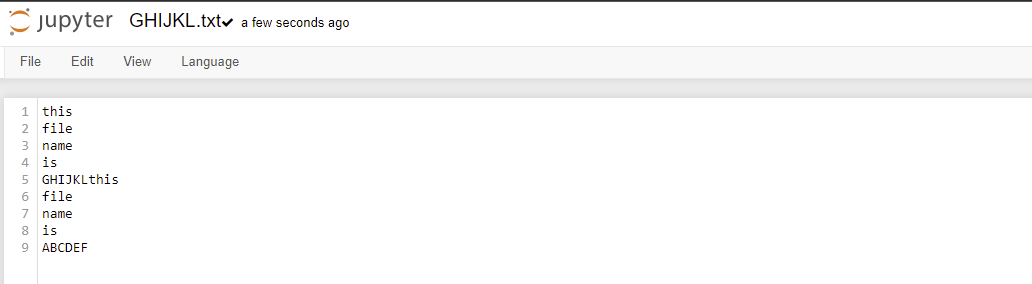 jupyter GHIJKL.txt✔ a few seconds ago
File Edit View Language
1 this
2 file
3 name
4 is
5 GHIJKLthis
6 file
7 name
8 is
9 ABCDEF